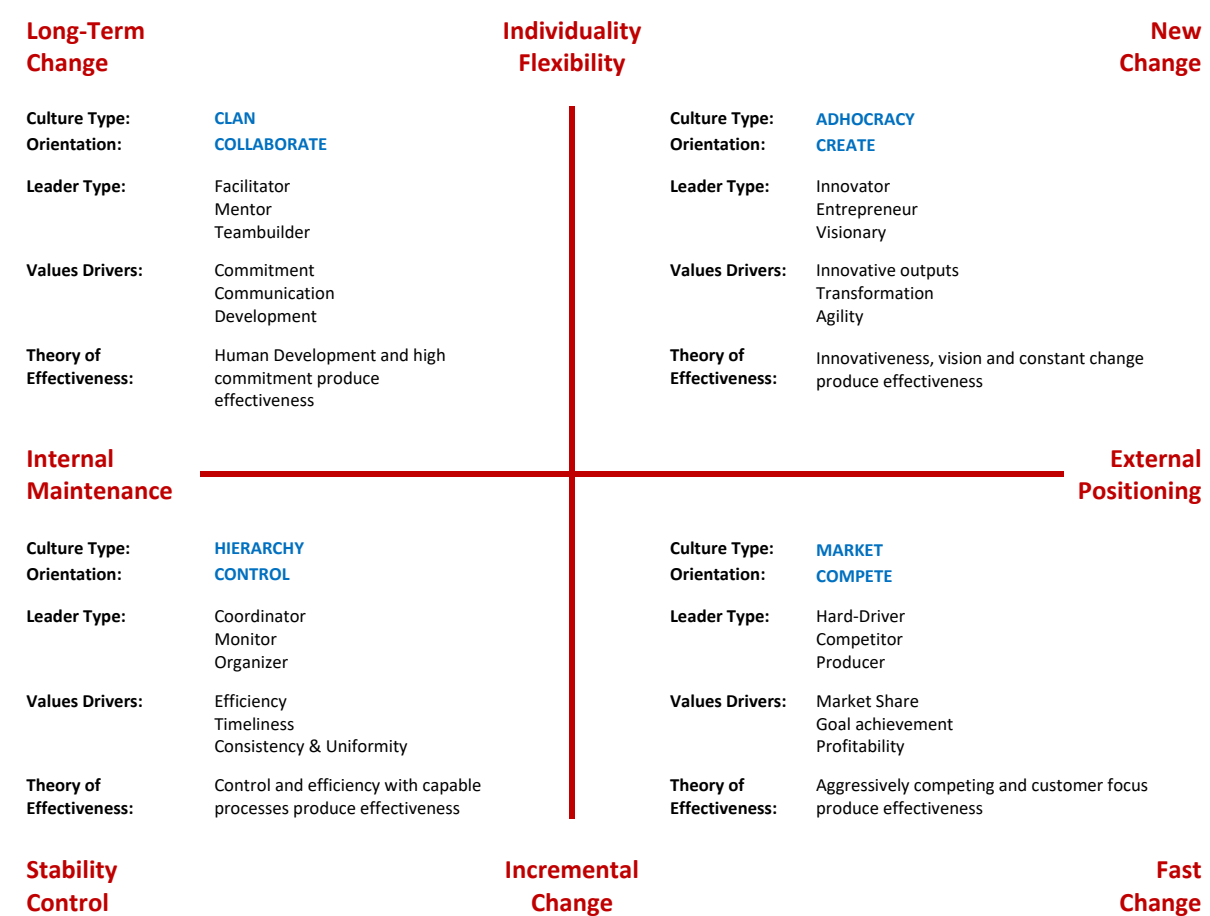 Long-Term
Change
Individuality
Flexibility
New
Change
Culture Type: CLAN
Orientation: COLLABORATE
Leader Type: Facilitator
Mentor
Teambuilder
Values Drivers: Commitment
Communication
Development
Theory of Human Development and high
Effectiveness: commitment produce
effectiveness
Culture Type: ADHOCRACY
Orientation: CREATE
Leader Type: Innovator
Entrepreneur
Visionary
Values Drivers: Innovative outputs
Transformation
Agility
Theory of Innovativeness, vision and constant change
Effectiveness: produce effectiveness
Internal
Maintenance
External
Positioning
Culture Type: HIERARCHY
Orientation: CONTROL
Leader Type: Coordinator
Monitor
Organizer
Values Drivers: Efficiency
Timeliness
Consistency & Uniformity
Theory of Control and efficiency with capable
Effectiveness: processes produce effectiveness
Culture Type: MARKET
Orientation: COMPETE
Leader Type: Hard-Driver
Competitor
Producer
Values Drivers: Market Share
Goal achievement
Profitability
Theory of Aggressively competing and customer focus
Effectiveness: produce effectiveness
Stability
Control
Incremental
Change
Fast
Change